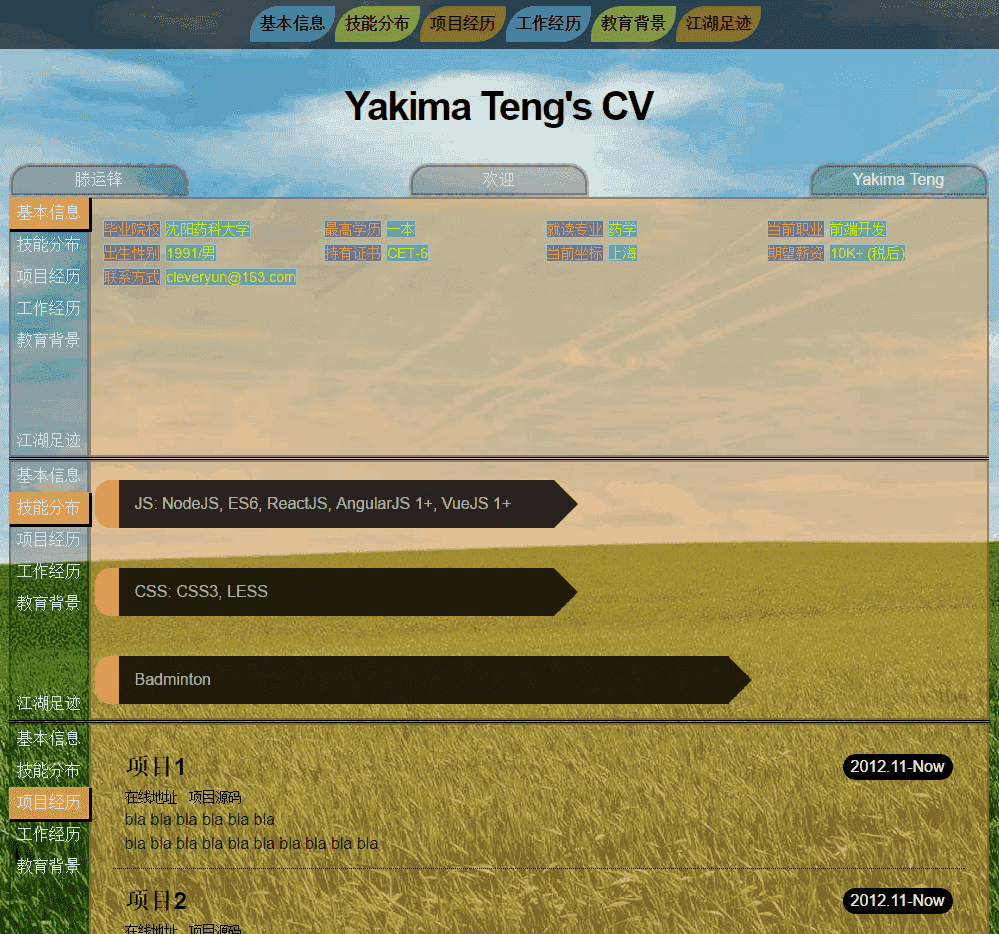 基本信息 技能分布 项目经历 工作经历 教育背景 江湖足迹
Yakima Teng's CV
滕运锋 欢迎 Yakima Teng
基本信息
技能分布
项目经历
工作经历
教育背景
江湖足迹
毕业院校 沈阳药科大学 最高学历 一本 就读专业 药学 当前职业 前端开发
出生性别 1991/男 持有证书 CET-6 当前坐标 上海 期望薪资 10K+ (税后)
联系方式 cleveryun@163.com
基本信息
技能分布
项目经历
工作经历
教育背景
江湖足迹
JS: NodeJS, ES6, ReactJS, AngularJS 1+, VueJS 1+
CSS: CSS3, LESS
Badminton
基本信息
技能分布
项目经历
工作经历
教育背景
项目1 2012.11-Now
在线地址 项目源码
bla bla bla bla bla bla
bla bla bla bla bla bla bla bla bla bla
项目2 2012.11-Now
在线地址 项目源码